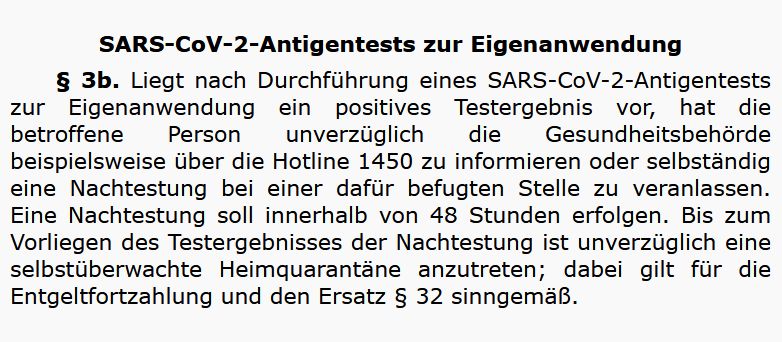 SARS-CoV-2-Antigentests zur Eigenanwendung
§ 3b. Liegt nach Durchführung eines SARS-CoV-2-Antigentests
zur Eigenanwendung ein positives Testergebnis vor, hat die
betroffene Person unverzüglich die Gesundheitsbehörde
beispielsweise über die Hotline 1450 zu informieren oder selbständig
eine Nachtestung bei einer dafür befugten Stelle zu veranlassen.
Eine Nachtestung soll innerhalb von 48 Stunden erfolgen. Bis zum
Vorliegen des Testergebnisses der Nachtestung ist unverzüglich eine
selbstüberwachte Heimquarantäne anzutreten; dabei gilt für die
Entgeltfortzahlung und den Ersatz § 32 sinngemäß.